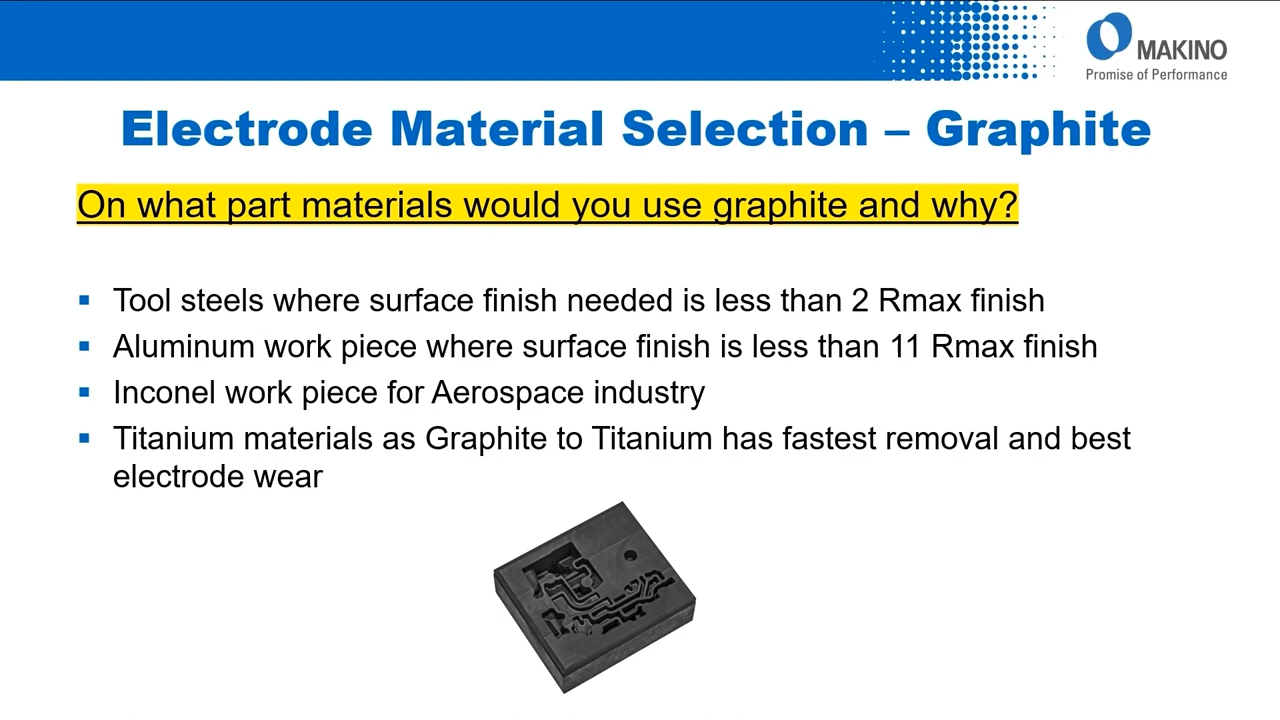 MAKINO
Promise of Performance
Electrode Material Selection – Graphite
On what part materials would you use graphite and why?
▪ Tool steels where surface finish needed is less than 2 Rmax finish
▪ Aluminum work piece where surface finish is less than 11 Rmax finish
▪ Inconel work piece for Aerospace industry
▪ Titanium materials as Graphite to Titanium has fastest removal and best
electrode wear